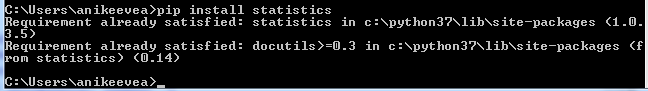 C:\Users\anikeevea>pip install statistics
Requirement already satisfied: statistics in c:\python37\lib\site-packages (1.0.
3.5)
Requirement already satisfied: docutils>=0.3 in c:\python37\lib\site-packages (f
rom statistics) (0.14)
C:\Users\anikeevea>_